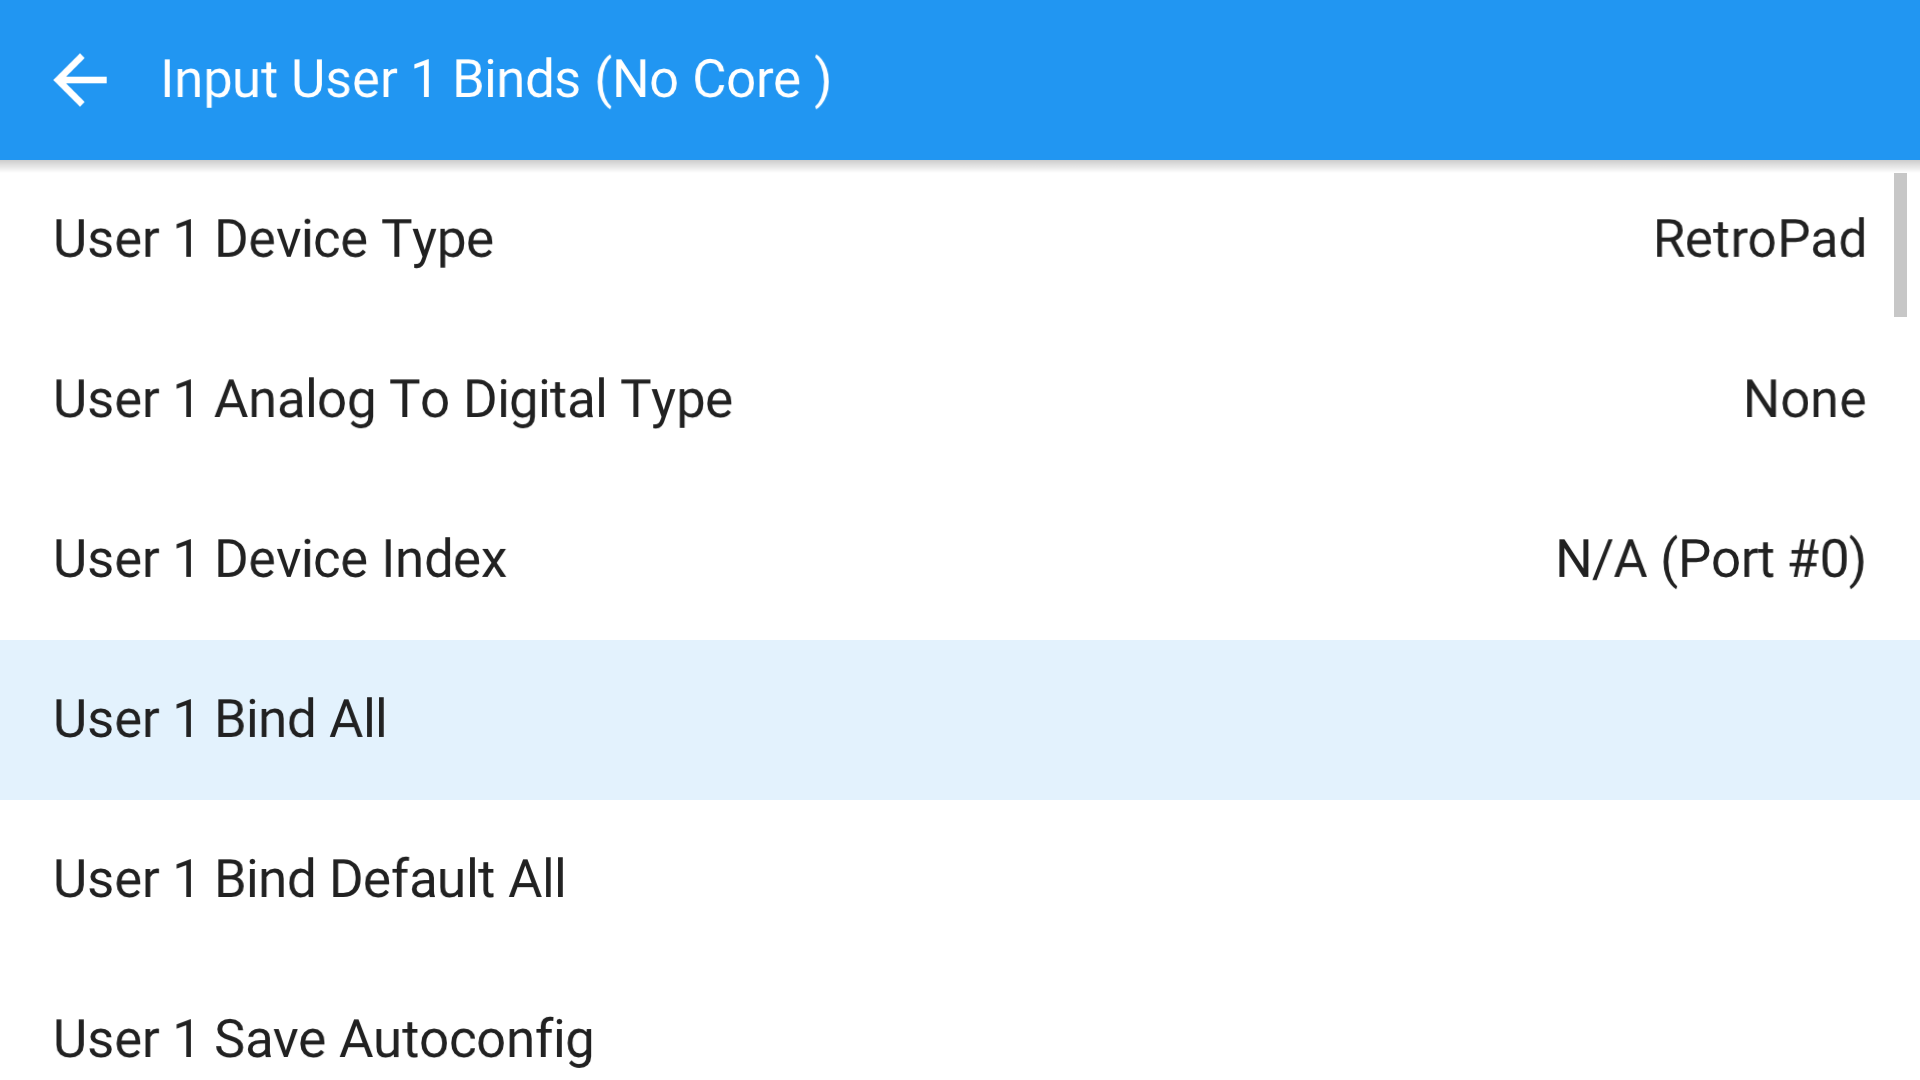 Input User 1 Binds (No Core )
User 1 Device Type RetroPad
User 1 Analog To Digital Type None
User 1 Device Index N/A (Port #0)
User 1 Bind All
User 1 Bind Default All
User 1 Save Autoconfig